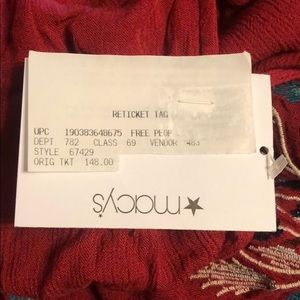 RETICKET TAG
UPC 190383648675 FREE PEOP
DEPT 782 CLASS 69 VENDOR 483
STYLE 67429
ORIG TKT 148.00
★macy's